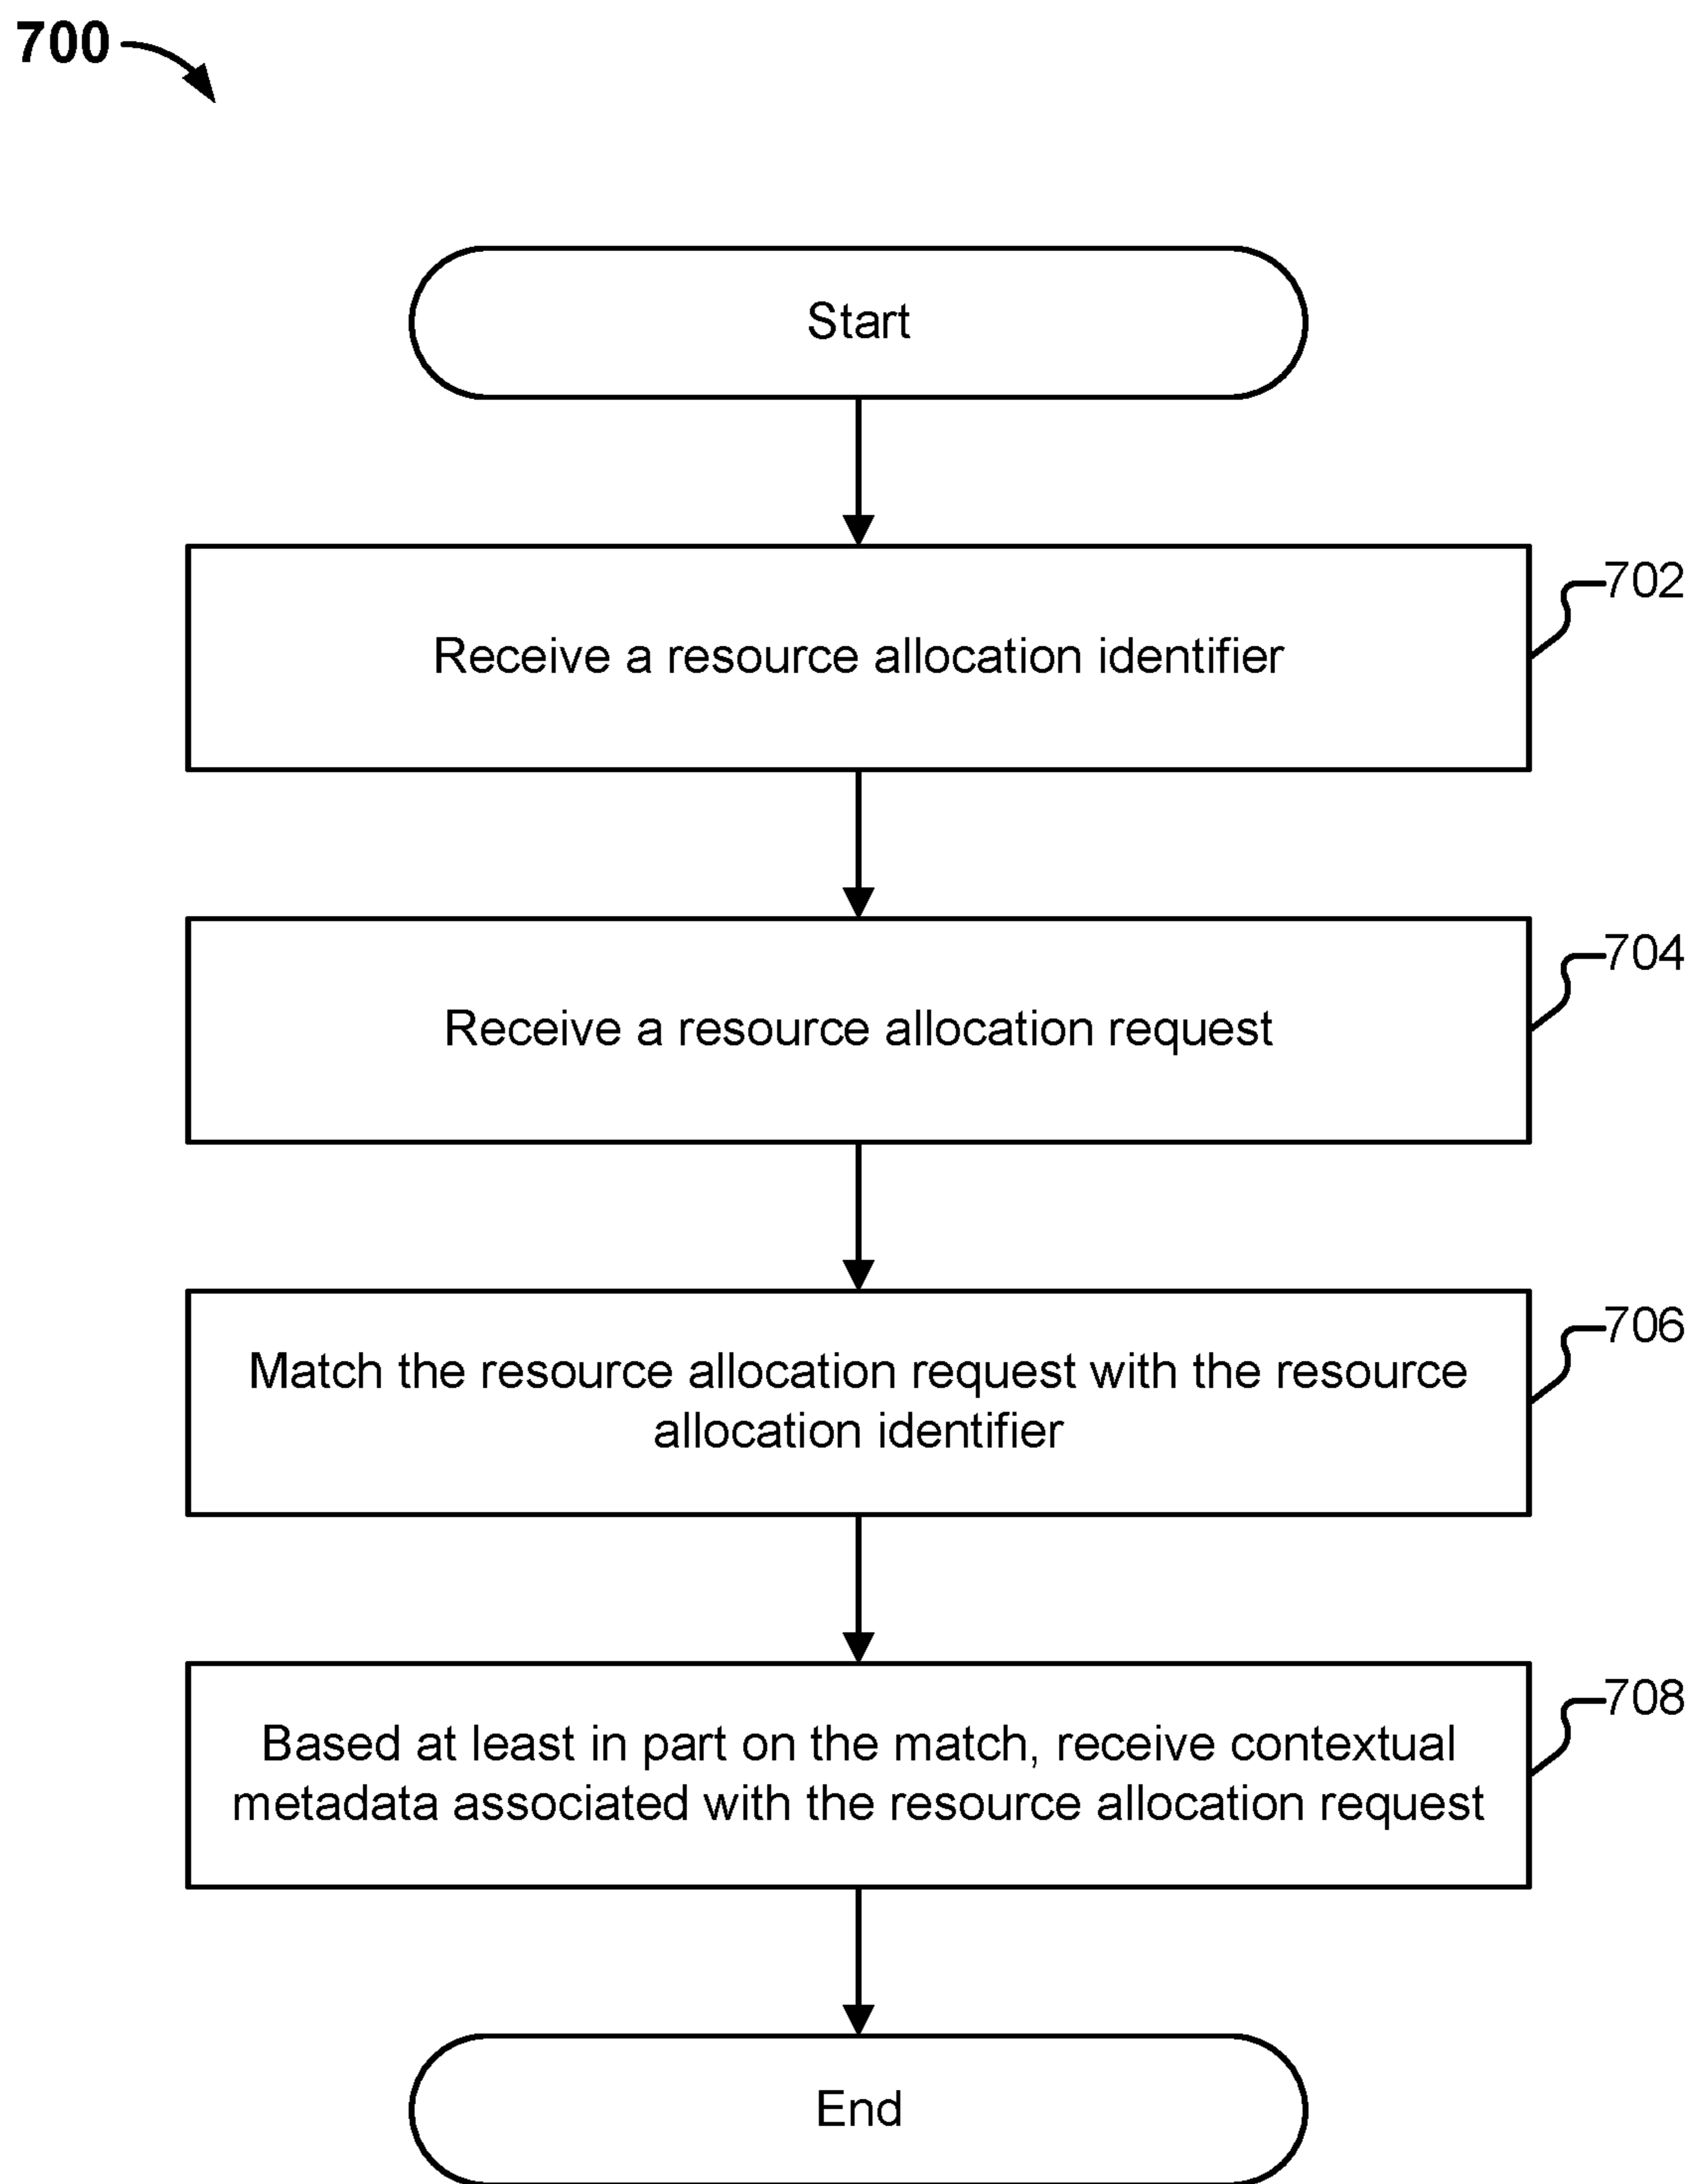 700
Start
Receive a resource allocation identifier
702
Receive a resource allocation request
704
Match the resource allocation request with the resource
allocation identifier
706
Based at least in part on the match, receive contextual
metadata associated with the resource allocation request
708
End